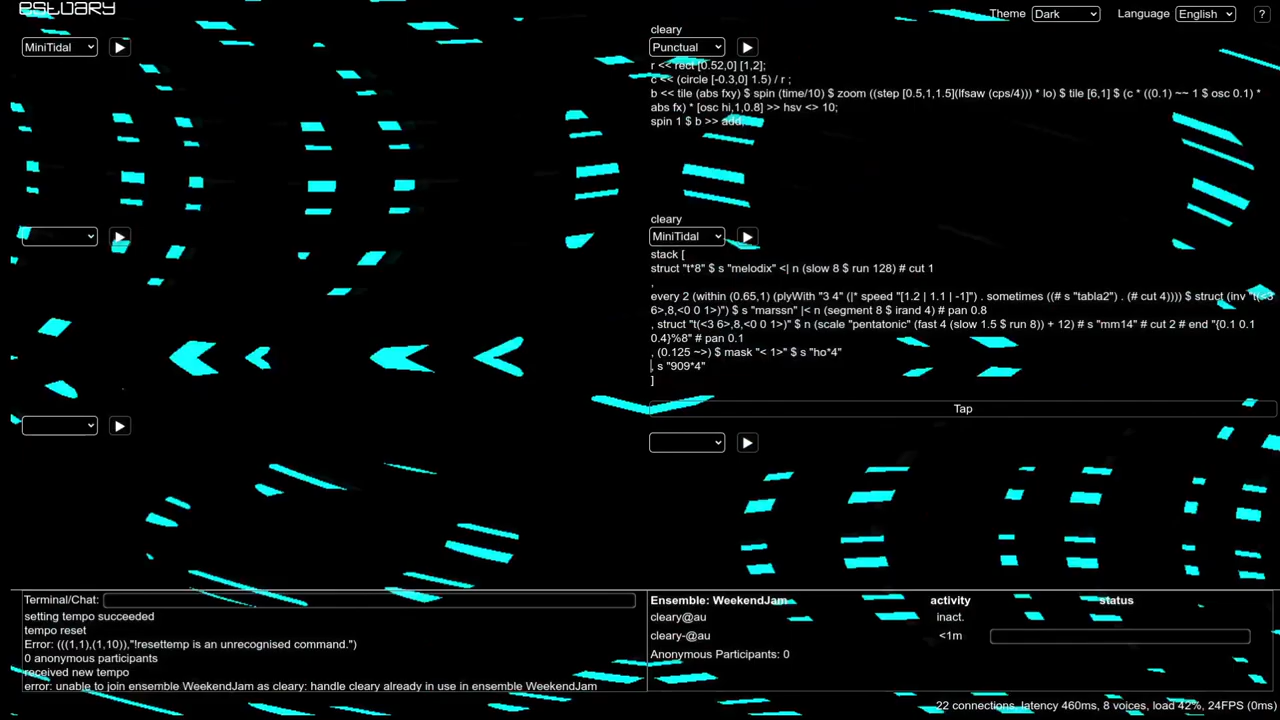 estuary
Theme Dark Language English ?
MiniTidal
cleary
Punctual
r << rect [0.52,0] [1,2];
c << (circle [-0.3,0] 1.5) / r ;
b << tile (abs fxy) $ spin (time/10) $ zoom ((step [0.5,1,1.5](lfsaw (cps/4))) * lo) $ tile [6,1] $ (c * ((0.1) ~~ 1 $ osc 0.1) *
abs fx) * [osc hi,1,0.8] >> hsv <> 10;
spin 1 $ b >> add;
cleary
MiniTidal
stack [
struct "t*8" $ s "melodix" <| n (slow 8 $ run 128) # cut 1
,
every 2 (within (0.65,1) (plyWith "3 4" (|* speed "[1.2 | 1.1 | -1]") . sometimes ((# s "tabla2") . (# cut 4)))) $ struct (inv "t(<3
6>,8,<0 0 1>)") $ s "marssn" |< n (segment 8 $ irand 4) # pan 0.8
, struct "t(<3 6>,8,<0 0 1>)" $ n (scale "pentatonic" (fast 4 (slow 1.5 $ run 8)) + 12) # s "mm14" # cut 2 # end "{0.1 0.1
0.4}%8" # pan 0.1
, (0.125 ~>) $ mask "< 1>" $ s "ho*4"
, s "909*4"
]
Tap
Terminal/Chat:
setting tempo succeeded
tempo reset
Error: (((1,1),(1,10)),"!resettemp is an unrecognised command.")
0 anonymous participants
received new tempo
error: unable to join ensemble WeekendJam as cleary: handle cleary already in use in ensemble WeekendJam
Ensemble: WeekendJam activity status
cleary@au inact.
cleary-@au <1m
Anonymous Participants: 0
22 connections, latency 460ms, 8 voices, load 42%, 24FPS (0ms)